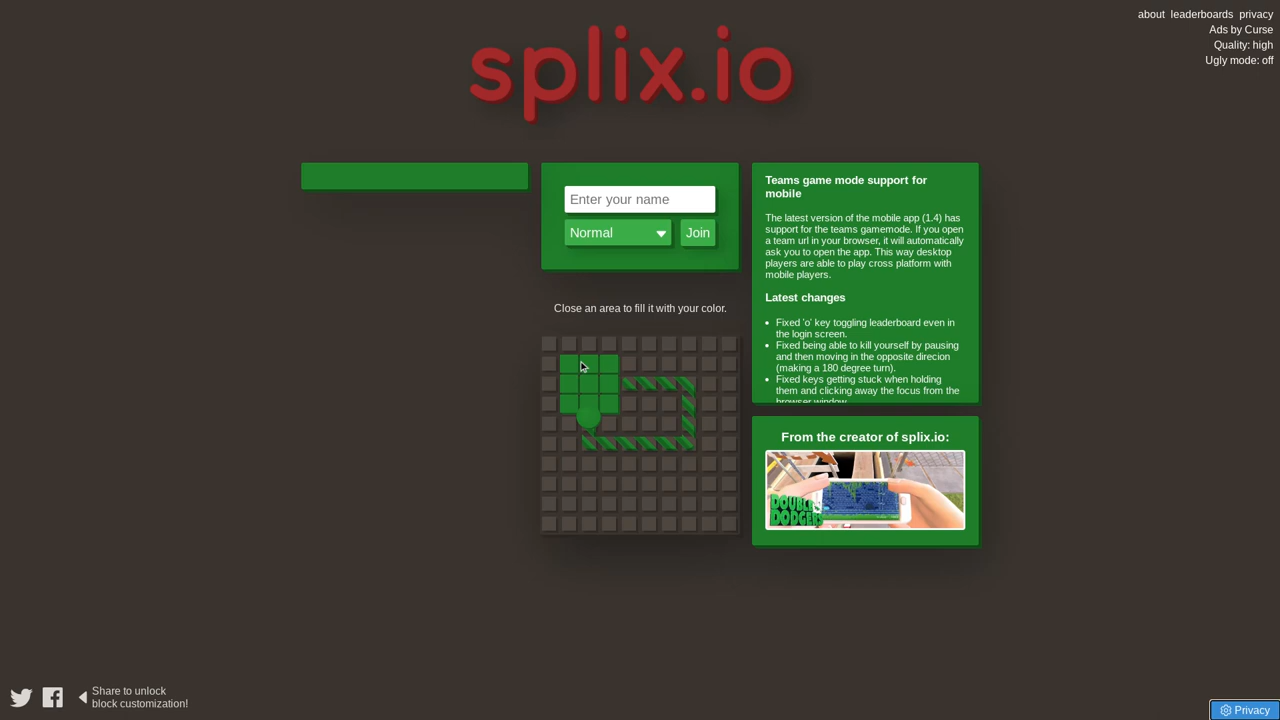 about leaderboards privacy
Ads by Curse
Quality: high
Ugly mode: off
splix.io
Enter your name
Normal
Join
Close an area to fill it with your color.
Teams game mode support for
mobile
The latest version of the mobile app (1.4) has
support for the teams gamemode. If you open
a team url in your browser, it will automatically
ask you to open the app. This way desktop
players are able to play cross platform with
mobile players.
Latest changes
• Fixed 'o' key toggling leaderboard even in
the login screen.
• Fixed being able to kill yourself by pausing
and then moving in the opposite direcion
(making a 180 degree turn).
• Fixed keys getting stuck when holding
them and clicking away the focus from the
browser window.
From the creator of splix.io:
DOUBLE
DODGERS
Share to unlock
block customization!
Privacy